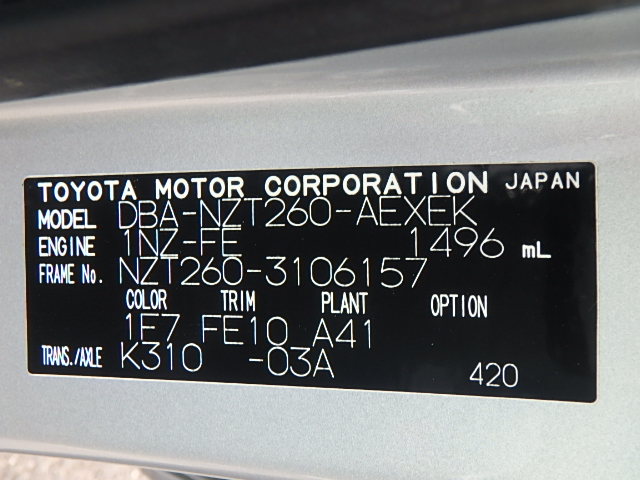 TOYOTA MOTOR CORPORATION JAPAN
MODEL DBA-NZT260-AEXEK
ENGINE 1NZ-FE 1496 mL
FRAME No. NZT260-3106157
COLOR TRIM PLANT OPTION
1F7 FE10 A41
TRANS./AXLE K310 -03A
420